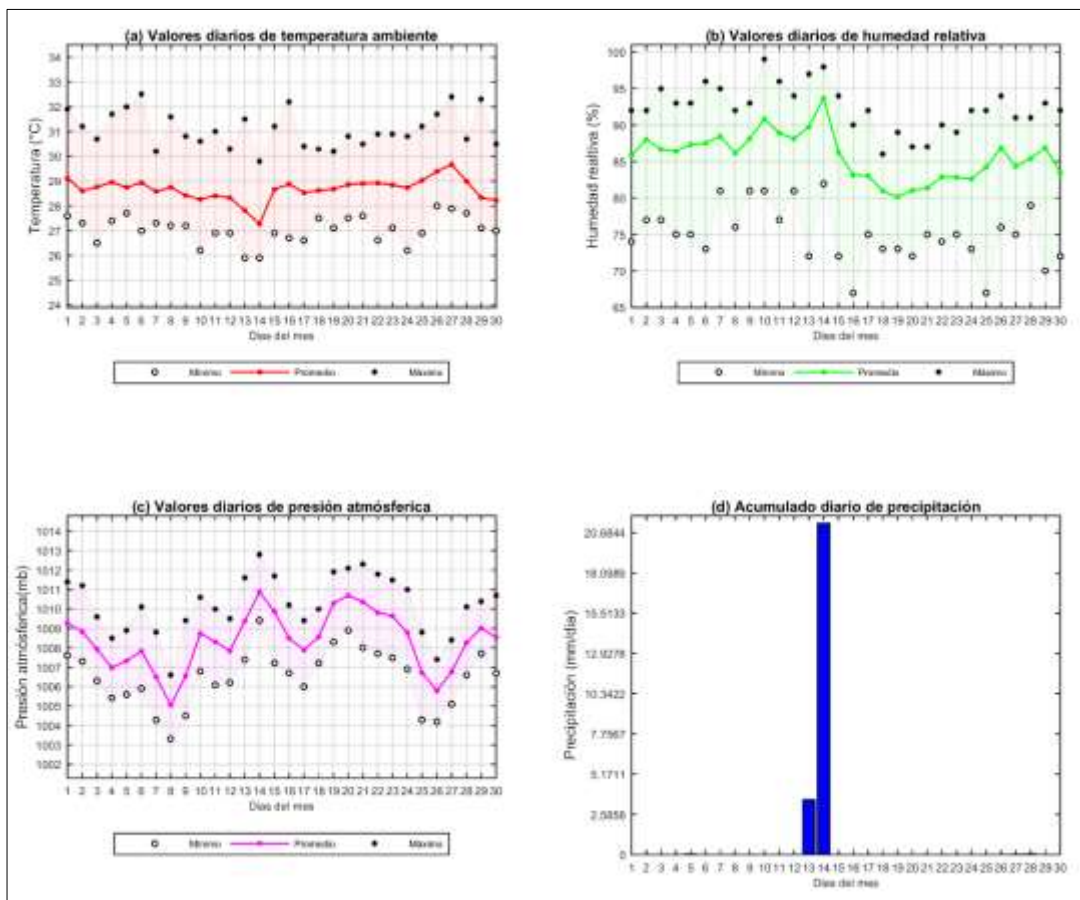 (a) Valores diarios de temperatura ambiente
Temperatura (°C)
34
33
32
31
30
29
28
27
26
25
24
1 2 3 4 5 6 7 8 9 10 11 12 13 14 15 16 17 18 19 20 21 22 23 24 25 26 27 28 29 30
Días del mes
Mínimo Promedio Máximo
(b) Valores diarios de humedad relativa
Humedad realtiva (%)
100
95
90
85
80
75
70
65
1 2 3 4 5 6 7 8 9 10 11 12 13 14 15 16 17 18 19 20 21 22 23 24 25 26 27 28 29 30
Días del mes
Mínimo Promedio Máximo
(c) Valores diarios de presión atmósferica
Presión atmósferica(mb)
1014
1013
1012
1011
1010
1009
1008
1007
1006
1005
1004
1003
1002
1 2 3 4 5 6 7 8 9 10 11 12 13 14 15 16 17 18 19 20 21 22 23 24 25 26 27 28 29 30
Días del mes
Mínimo Promedio Máximo
(d) Acumulado diario de precipitación
Precipitación (mm/día)
20.6844
18.0989
15.5133
12.9278
10.3422
7.7567
5.1711
2.5856
0
1 2 3 4 5 6 7 8 9 10 11 12 13 14 15 16 17 18 19 20 21 22 23 24 25 26 27 28 29 30
Días del mes